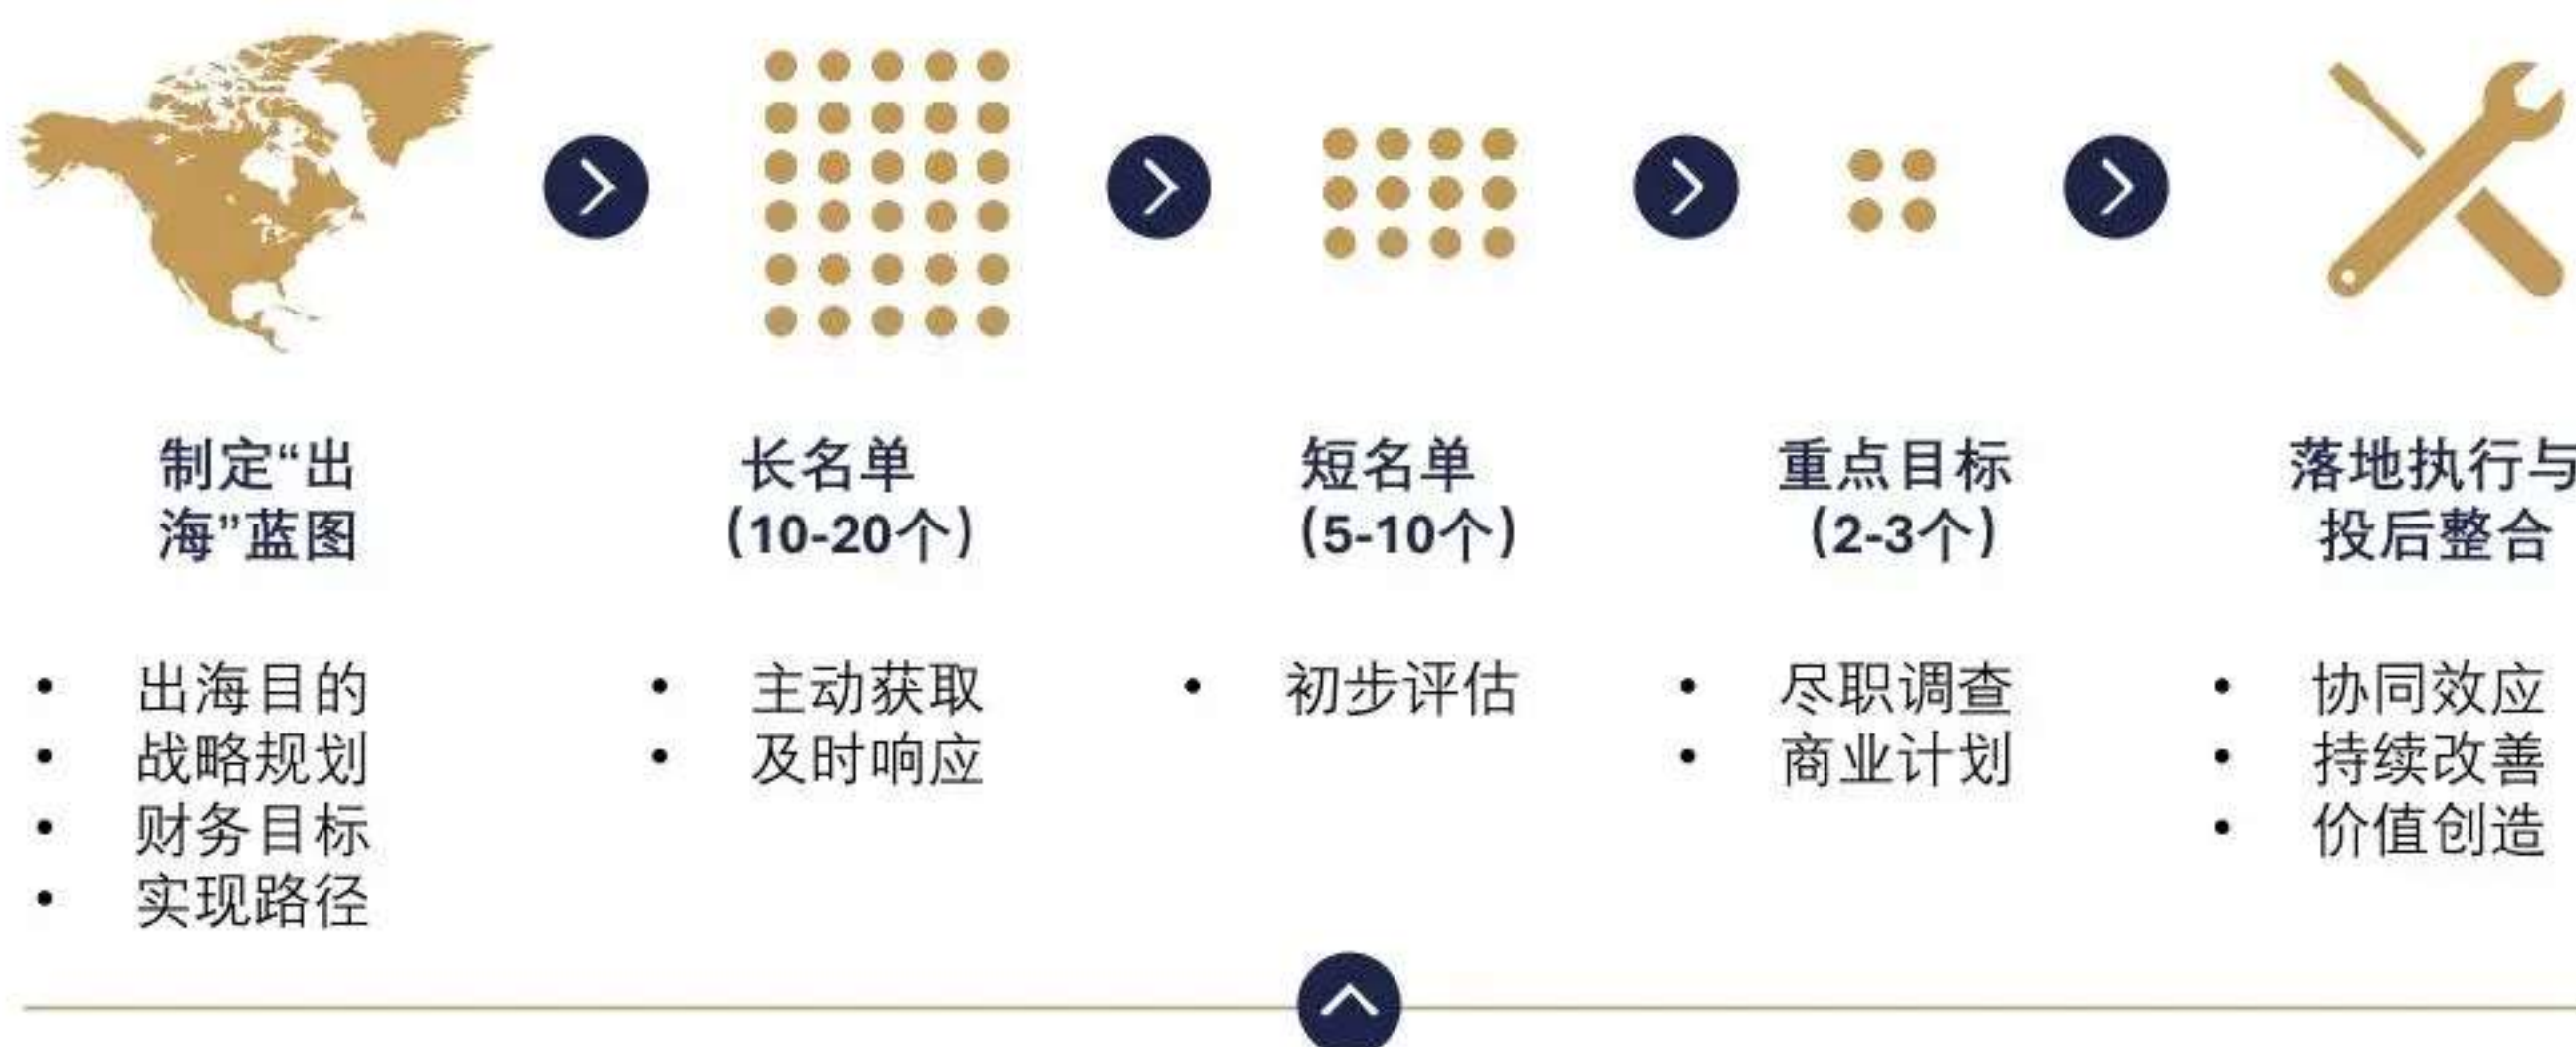 制定“出
海”蓝图
• 出海目的
• 战略规划
• 财务目标
• 实现路径
长名单
(10-20个)
• 主动获取
• 及时响应
短名单
(5-10个)
• 初步评估
重点目标
(2-3个)
• 尽职调查
• 商业计划
落地执行与
投后整合
• 协同效应
• 持续改善
• 价值创造